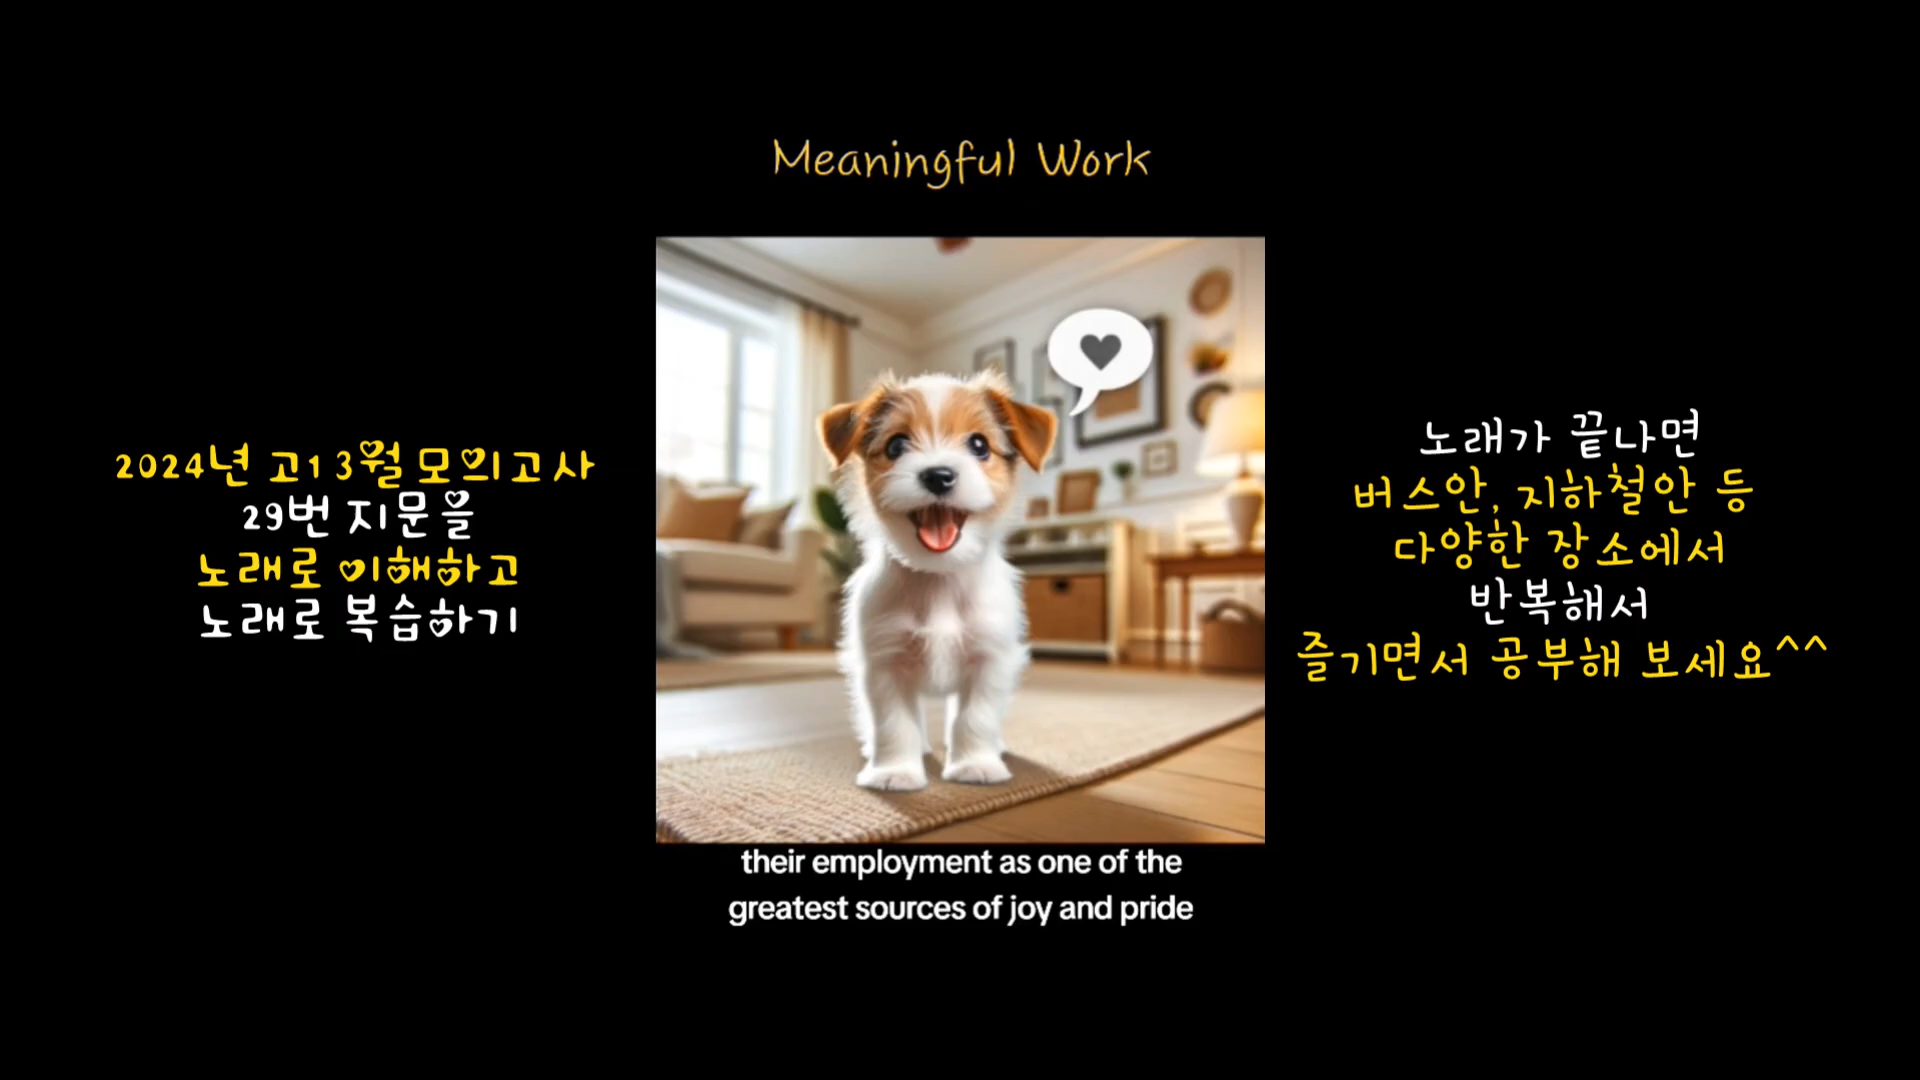 Meaningful Work
2024년 고1 3월 모의고사
29번 지문을
노래로 이해하고
노래로 복습하기
노래가 끝나면
버스안, 지하철안 등
다양한 장소에서
반복해서
즐기면서 공부해 보세요^^
their employment as one of the
greatest sources of joy and pride